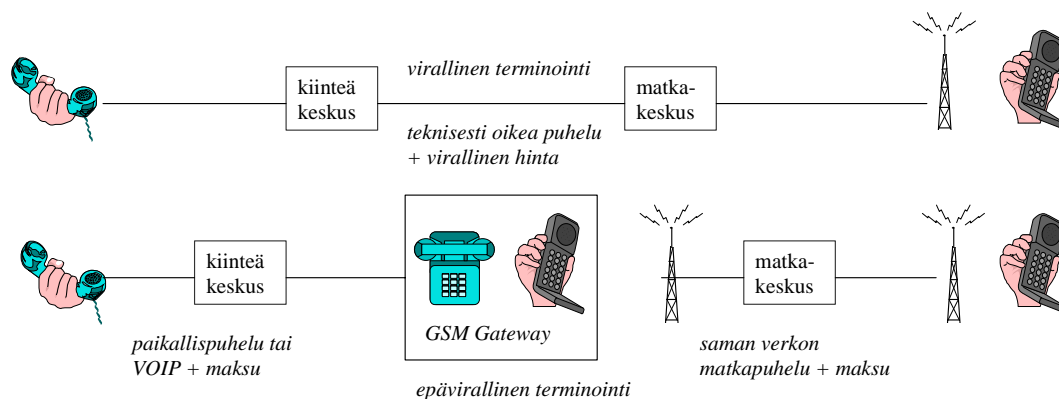 virallinen terminointi
kiinteä
keskus
matka-
keskus
teknisesti oikea puhelu
+ virallinen hinta
kiinteä
keskus
GSM Gateway
matka-
keskus
paikallispuhelu tai
VOIP + maksu
saman verkon
matkapuhelu + maksu
epävirallinen terminointi